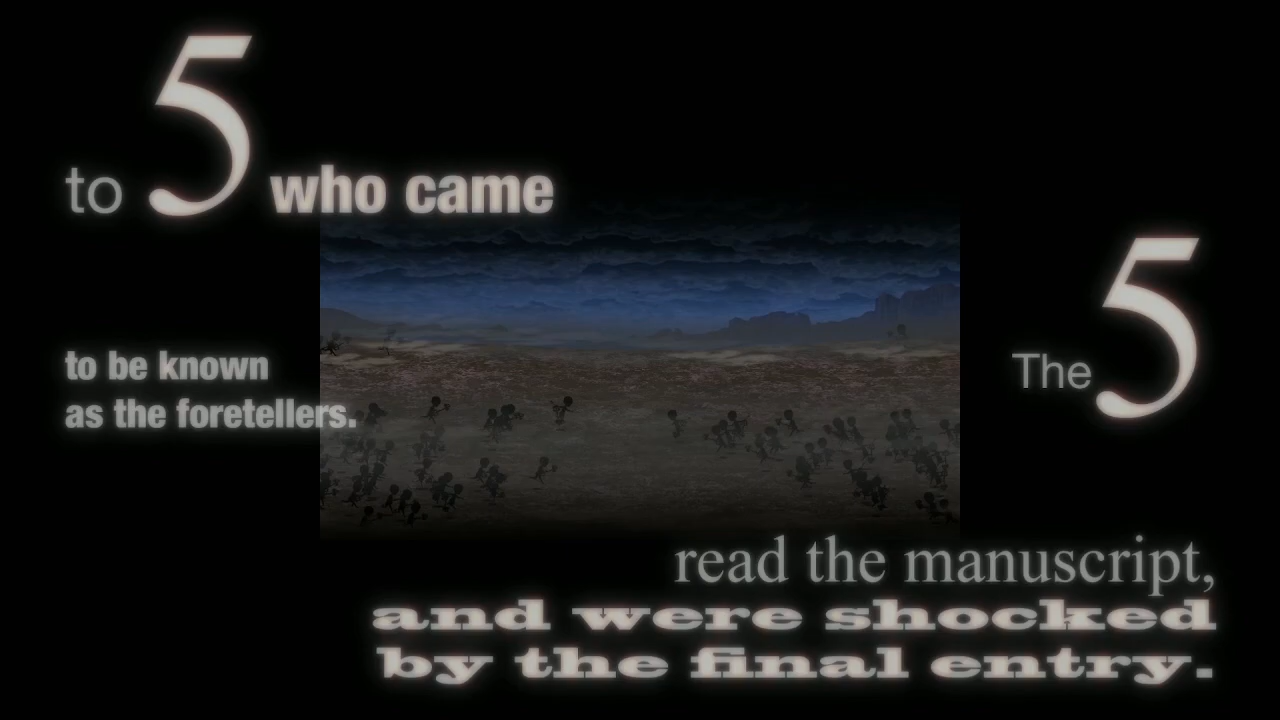 to 5 who came
to be known
as the foretellers.
The 5
read the manuscript,
and were shocked
by the final entry.